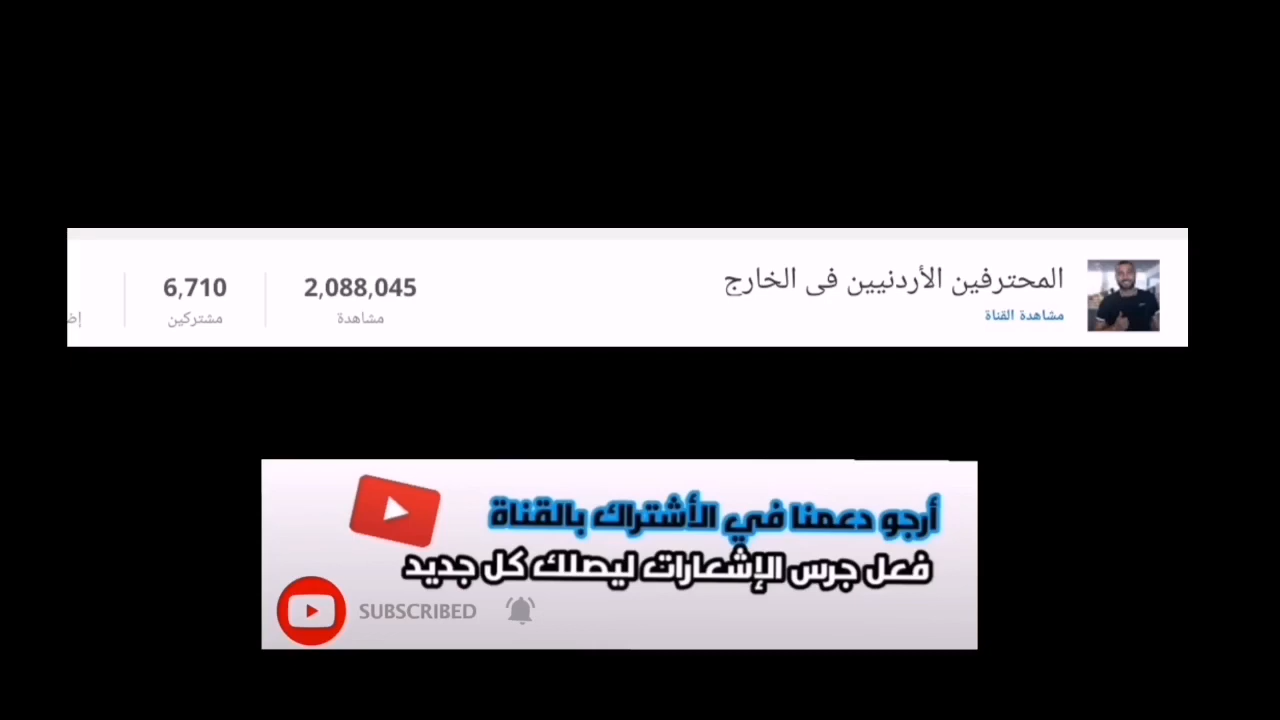 المحترفين الأردنيين فى الخارج
مشاهدة القناة
2,088,045
مشاهدة
6,710
مشتركين
إض
أرجو دعمنا في الأشتراك بالقناة
فعل جرس الإشعارات ليصلك كل جديد
SUBSCRIBED